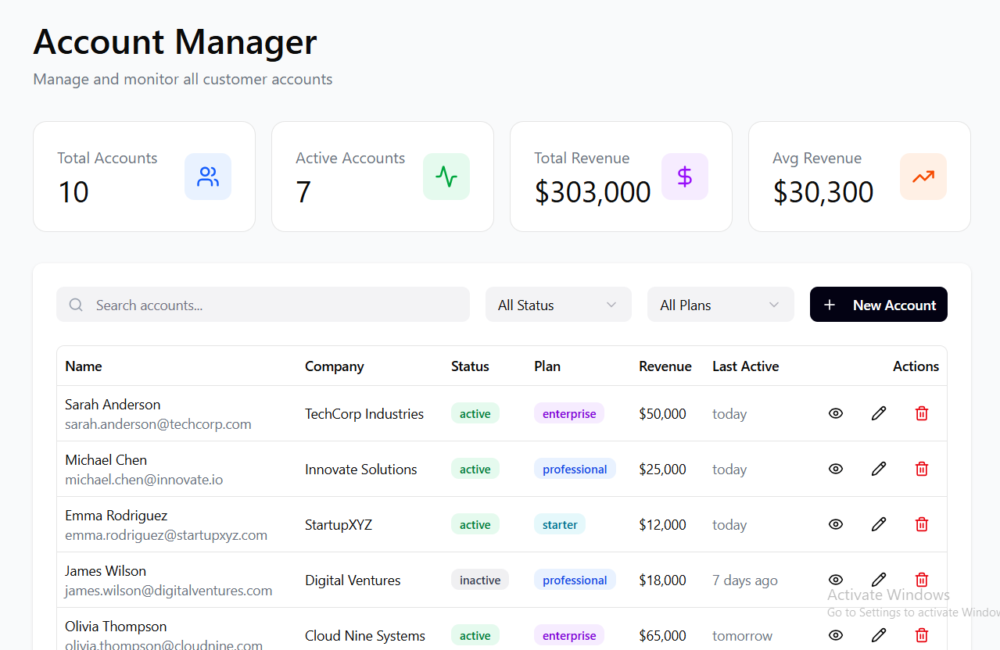 Account Manager
Manage and monitor all customer accounts
Total Accounts
10
Active Accounts
7
Total Revenue
$303,000
Avg Revenue
$30,300
Search accounts...
All Status
All Plans
New Account
Name Company Status Plan Revenue Last Active Actions
Sarah Anderson
sarah.anderson@techcorp.com
TechCorp Industries active enterprise $50,000 today
Michael Chen
michael.chen@innovate.io
Innovate Solutions active professional $25,000 today
Emma Rodriguez
emma.rodriguez@startupxyz.com
StartupXYZ active starter $12,000 today
James Wilson
james.wilson@digitalventures.com
Digital Ventures inactive professional $18,000 7 days ago
Activate Windows
Go to Settings to activate Window
Olivia Thompson
olivia.thompson@cloudnine.com
Cloud Nine Systems active enterprise $65,000 tomorrow